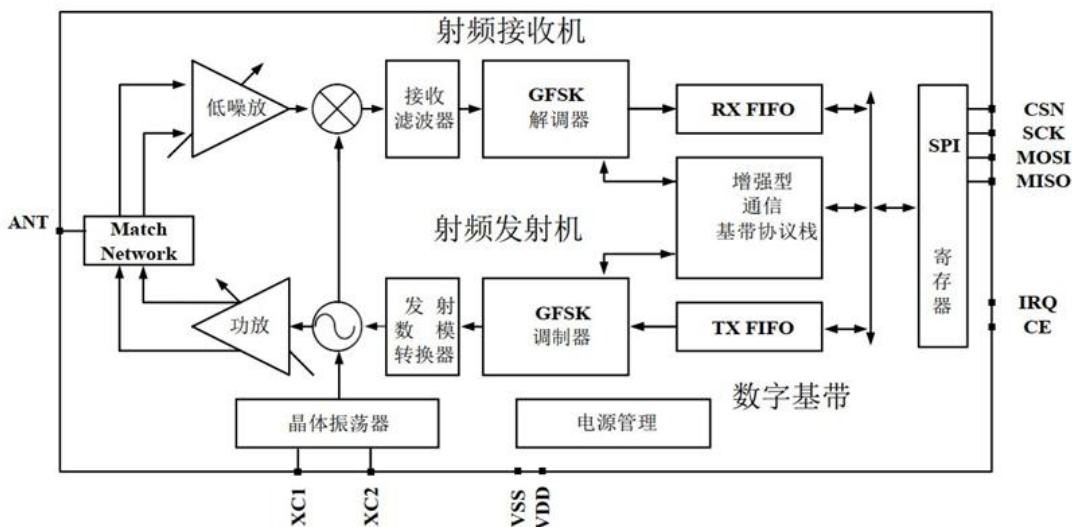 射频接收机
低噪放
接收
滤波器
GFSK
解调器
RX FIFO
SPI
CSN
SCK
MOSI
MISO
增强型
通信
基带协议栈
ANT
Match
Network
射频发射机
寄
存
器
IRQ
CE
功放
发 射
数 模
转换器
GFSK
调制器
TX FIFO
数字基带
晶体振荡器
电源管理
XC1
XC2
VSS
VDD